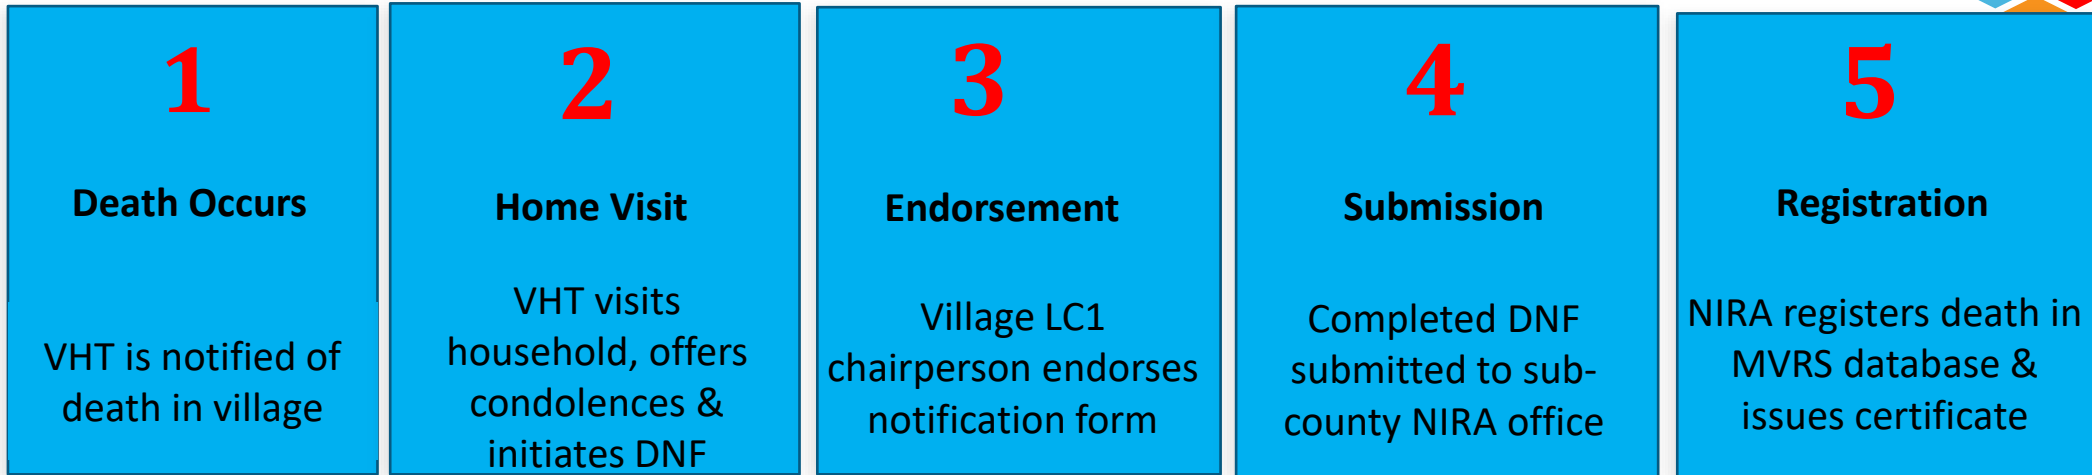 1
Death Occurs
VHT is notified of
death in village
2
Home Visit
VHT visits
household, offers
condolences &
initiates DNF
3
Endorsement
Village LC1
chairperson endorses
notification form
4
Submission
Completed DNF
submitted to sub-
county NIRA office
5
Registration
NIRA registers death in
MVRS database &
issues certificate